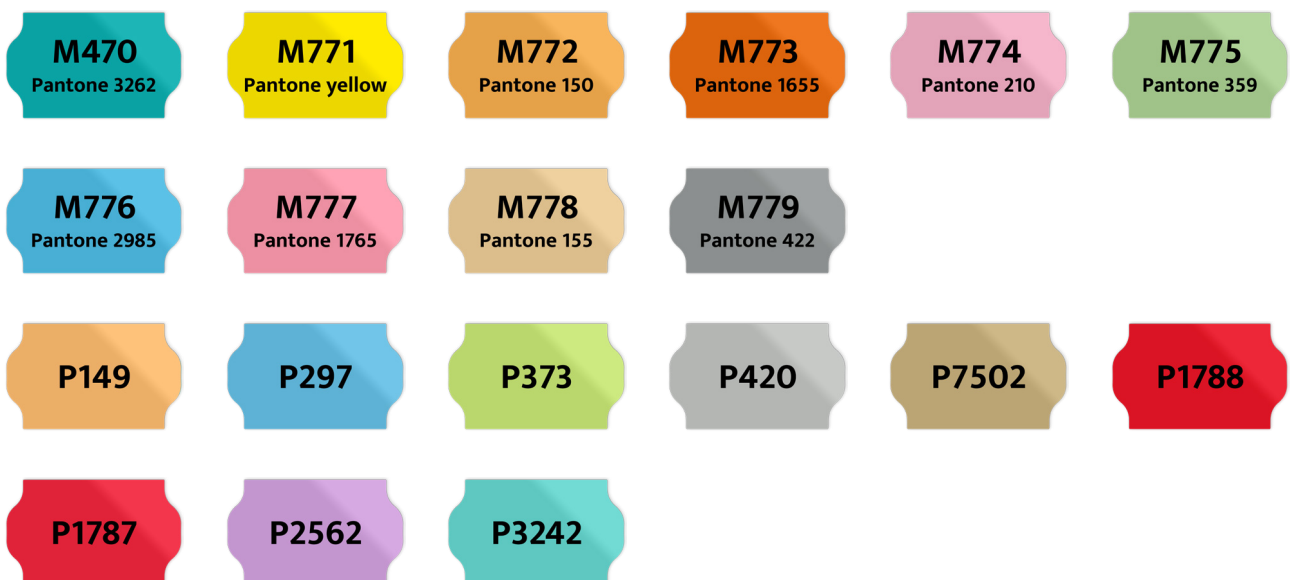 M470
Pantone 3262
M771
Pantone yellow
M772
Pantone 150
M773
Pantone 1655
M774
Pantone 210
M775
Pantone 359
M776
Pantone 2985
M777
Pantone 1765
M778
Pantone 155
M779
Pantone 422
P149
P297
P373
P420
P7502
P1788
P1787
P2562
P3242